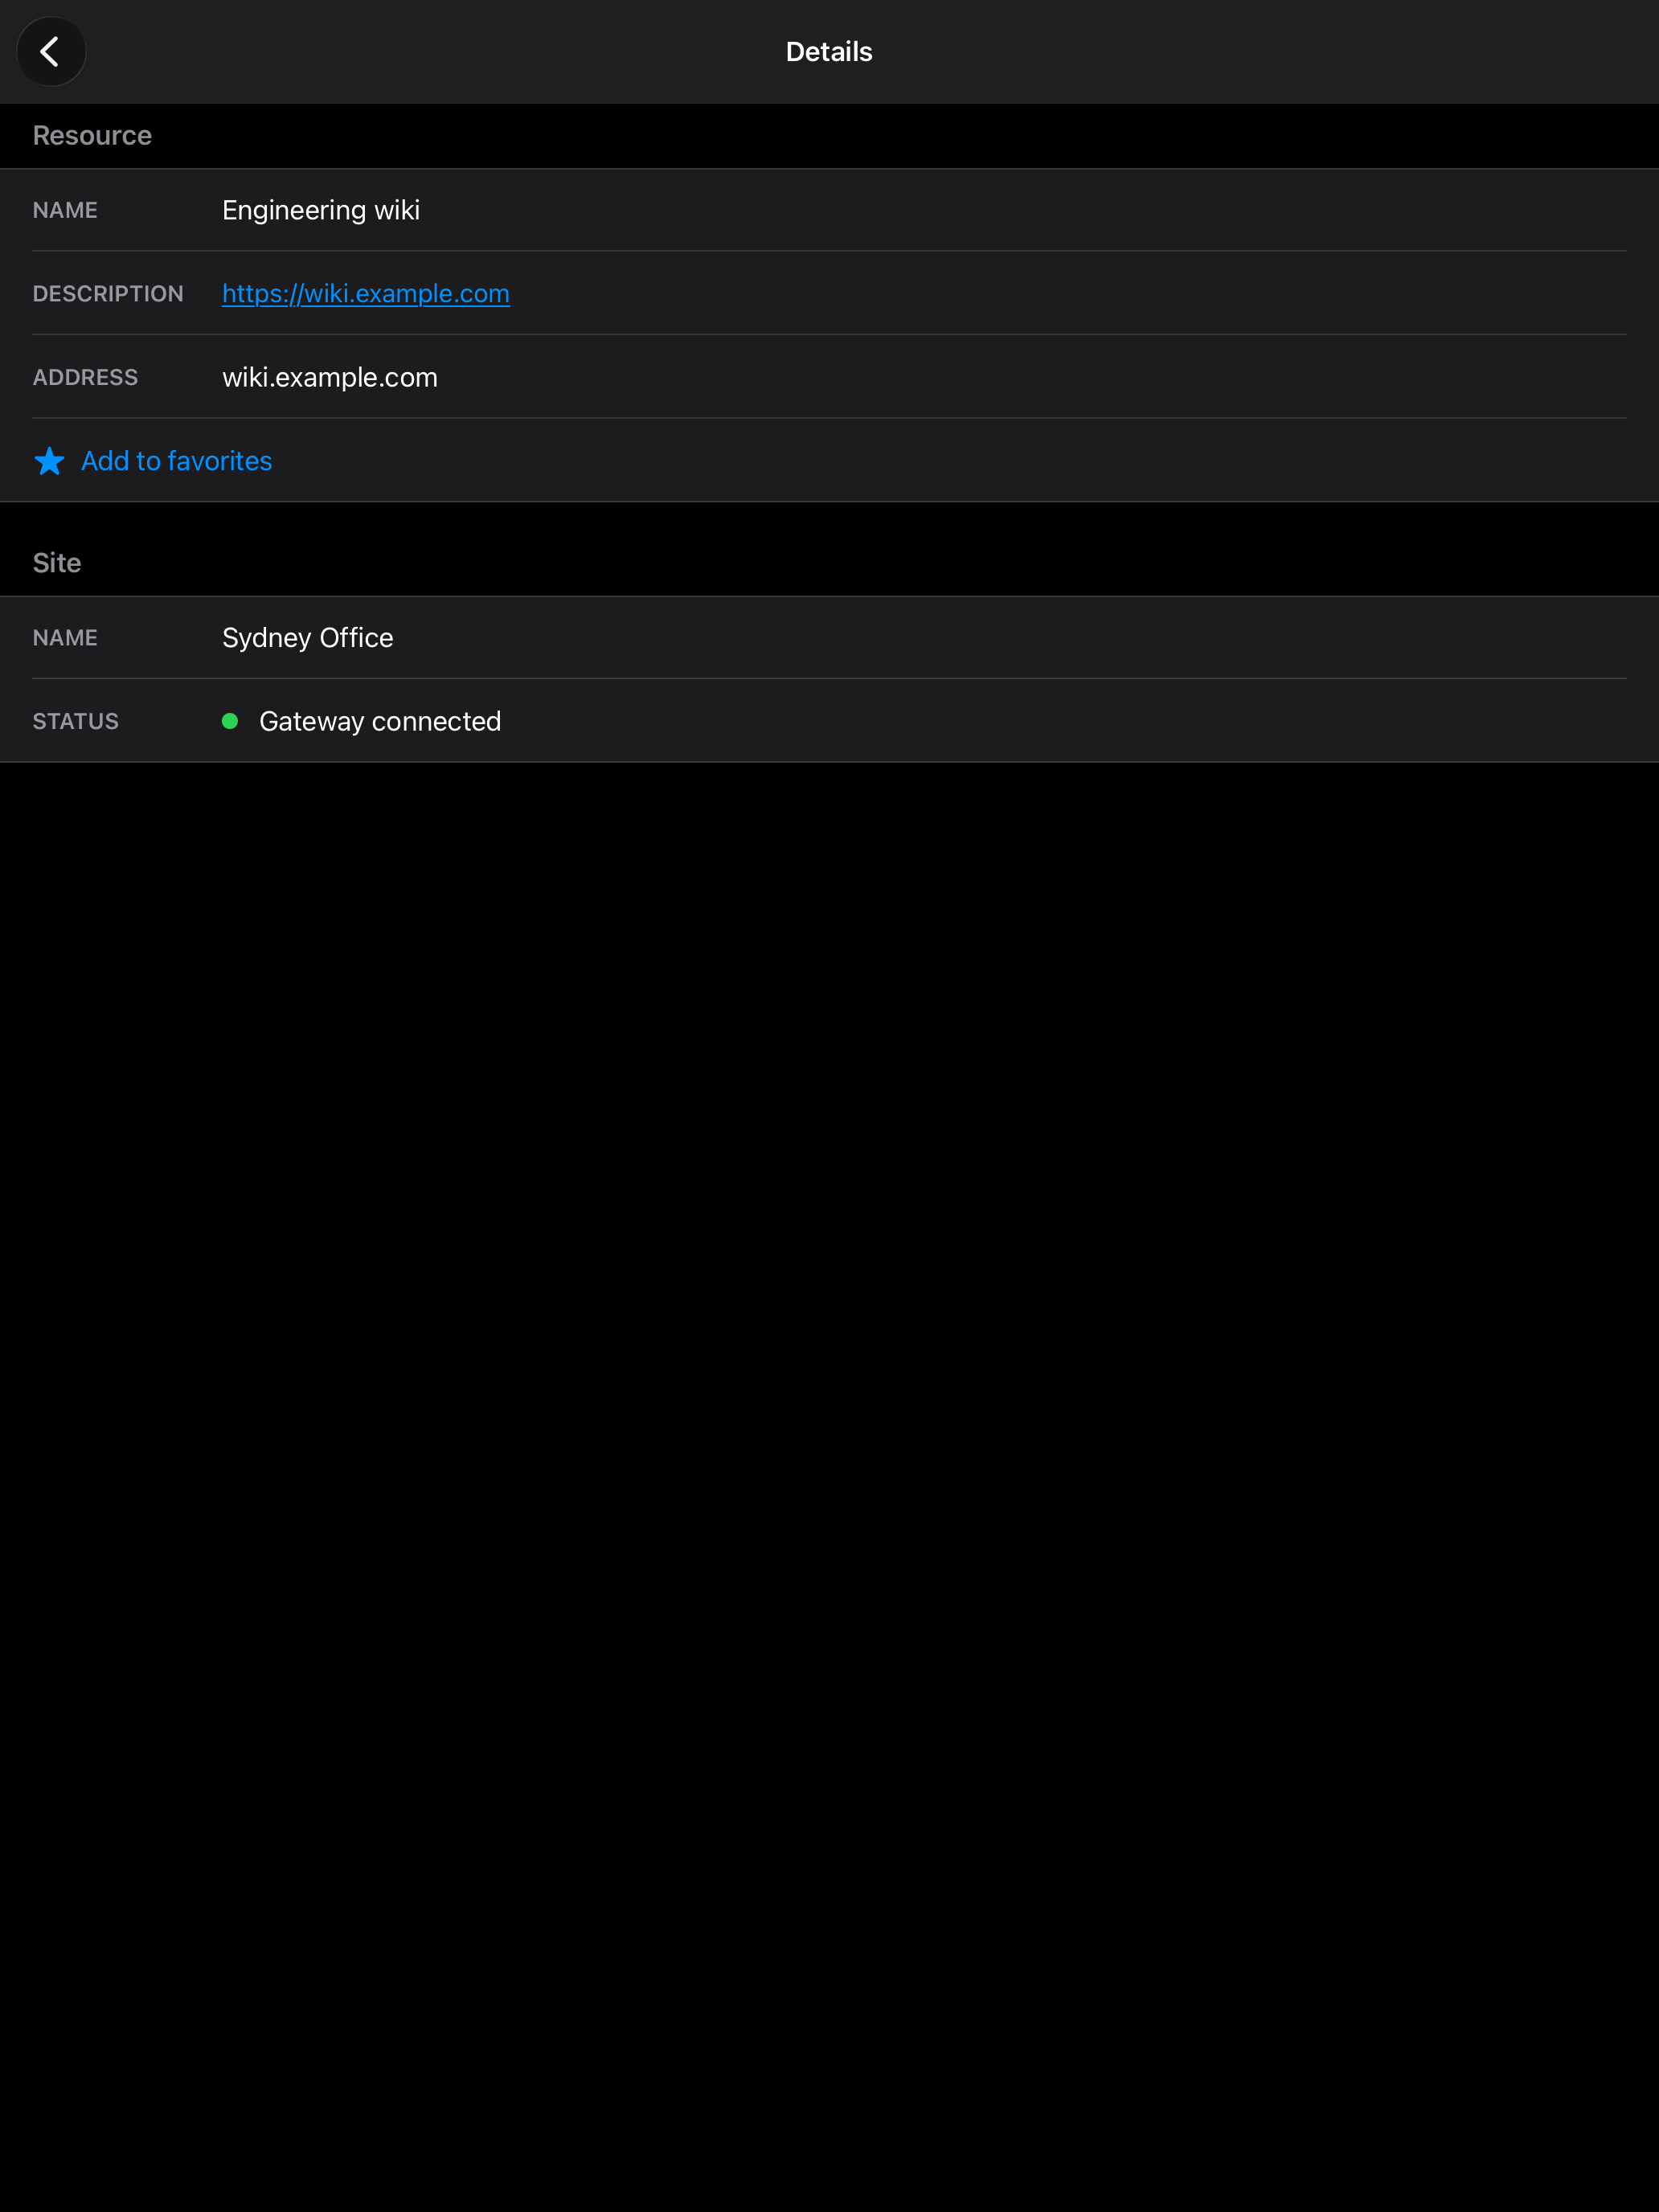 Details
Resource
NAME Engineering wiki
DESCRIPTION https://wiki.example.com
ADDRESS wiki.example.com
Add to favorites
Site
NAME Sydney Office
STATUS Gateway connected